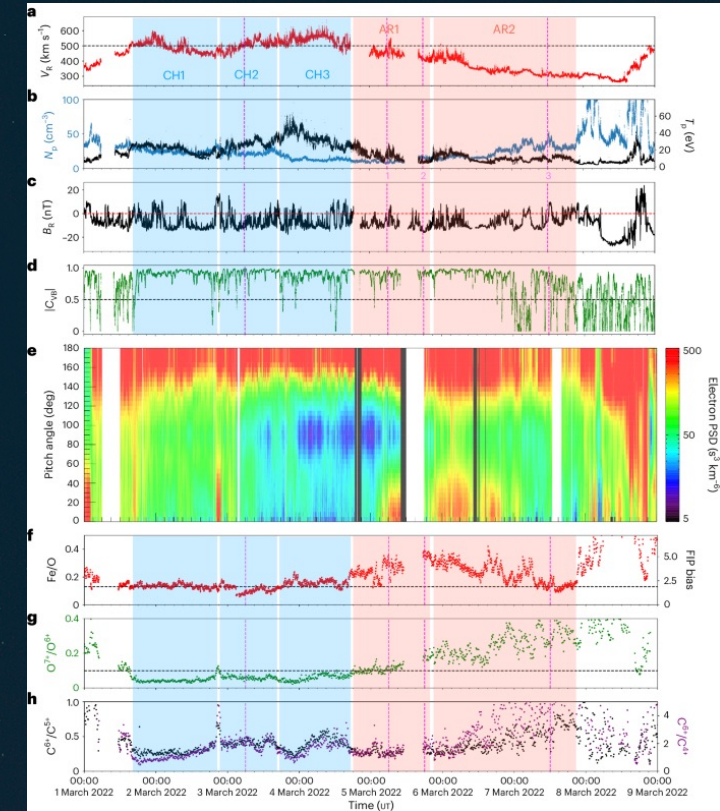 a
600
500
400
300
V_R (km s⁻¹)
CH1
CH2
CH3
AR1
AR2
b
100
50
0
N_p (cm⁻³)
60
40
20
0
T_p (eV)
1
2
3
c
20
0
−20
B_R (nT)
d
1.0
0.5
0
|C_VB|
e
180
160
140
120
100
80
60
40
20
0
Pitch angle (deg)
500
50
5
Electron PSD (s³ km⁻⁶)
f
0.4
0.2
0
Fe/O
5.0
2.5
0
FIP bias
g
0.4
0.2
0
O⁷⁺/O⁶⁺
h
1.0
0.5
0
C⁶⁺/C⁵⁺
4
2
0
C⁶⁺/C⁴⁺
00:00 00:00 00:00 00:00 00:00 00:00 00:00 00:00 00:00
1 March 2022 2 March 2022 3 March 2022 4 March 2022 5 March 2022 6 March 2022 7 March 2022 8 March 2022 9 March 2022
Time (UT)